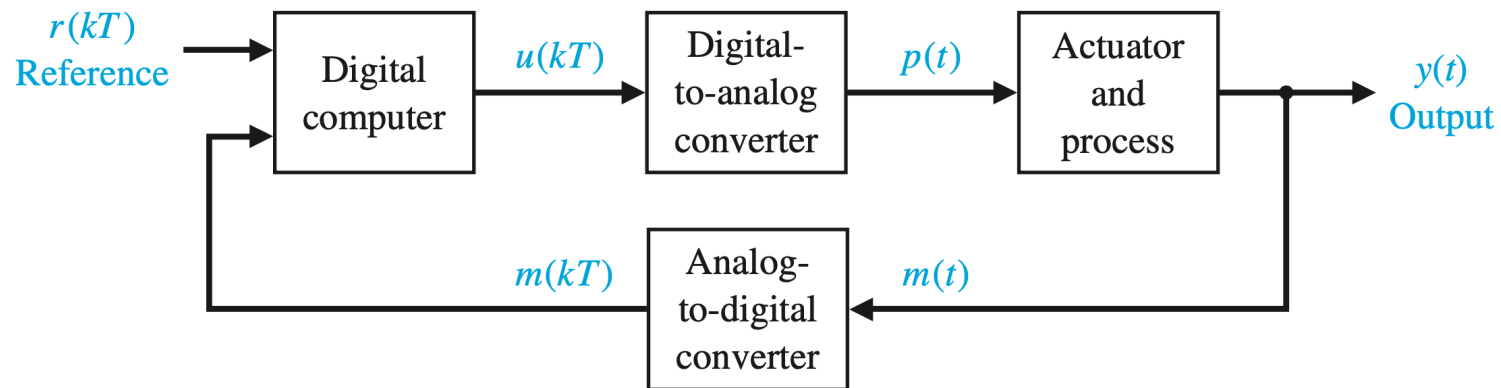 r(kT)
Reference
Digital
computer
u(kT)
Digital-
to-analog
converter
p(t)
Actuator
and
process
y(t)
Output
m(kT)
Analog-
to-digital
converter
m(t)